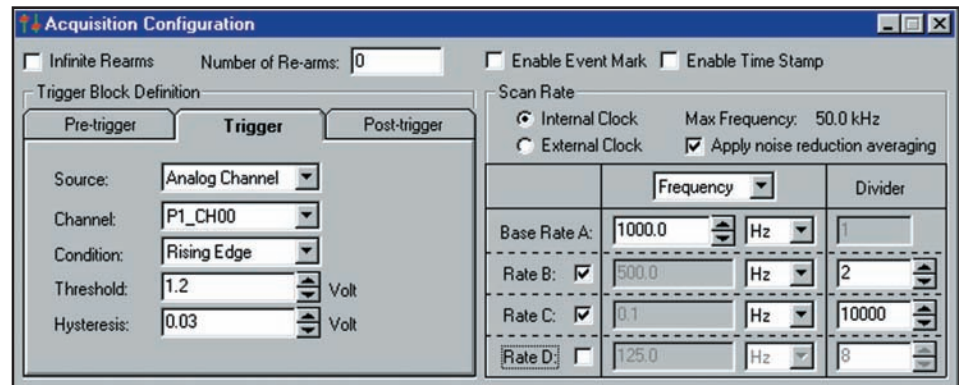 Acquisition Configuration
Infinite Rearms Number of Re-arms: 0 Enable Event Mark Enable Time Stamp
Trigger Block Definition
Pre-trigger Trigger Post-trigger
Source: Analog Channel
Channel: P1_CH00
Condition: Rising Edge
Threshold: 1.2 Volt
Hysteresis: 0.03 Volt
Scan Rate
Internal Clock Max Frequency: 50.0 kHz
External Clock Apply noise reduction averaging
Frequency Divider
Base Rate A: 1000.0 Hz 1
Rate B: 500.0 Hz 2
Rate C: 0.1 Hz 10000
Rate D: 125.0 Hz 8